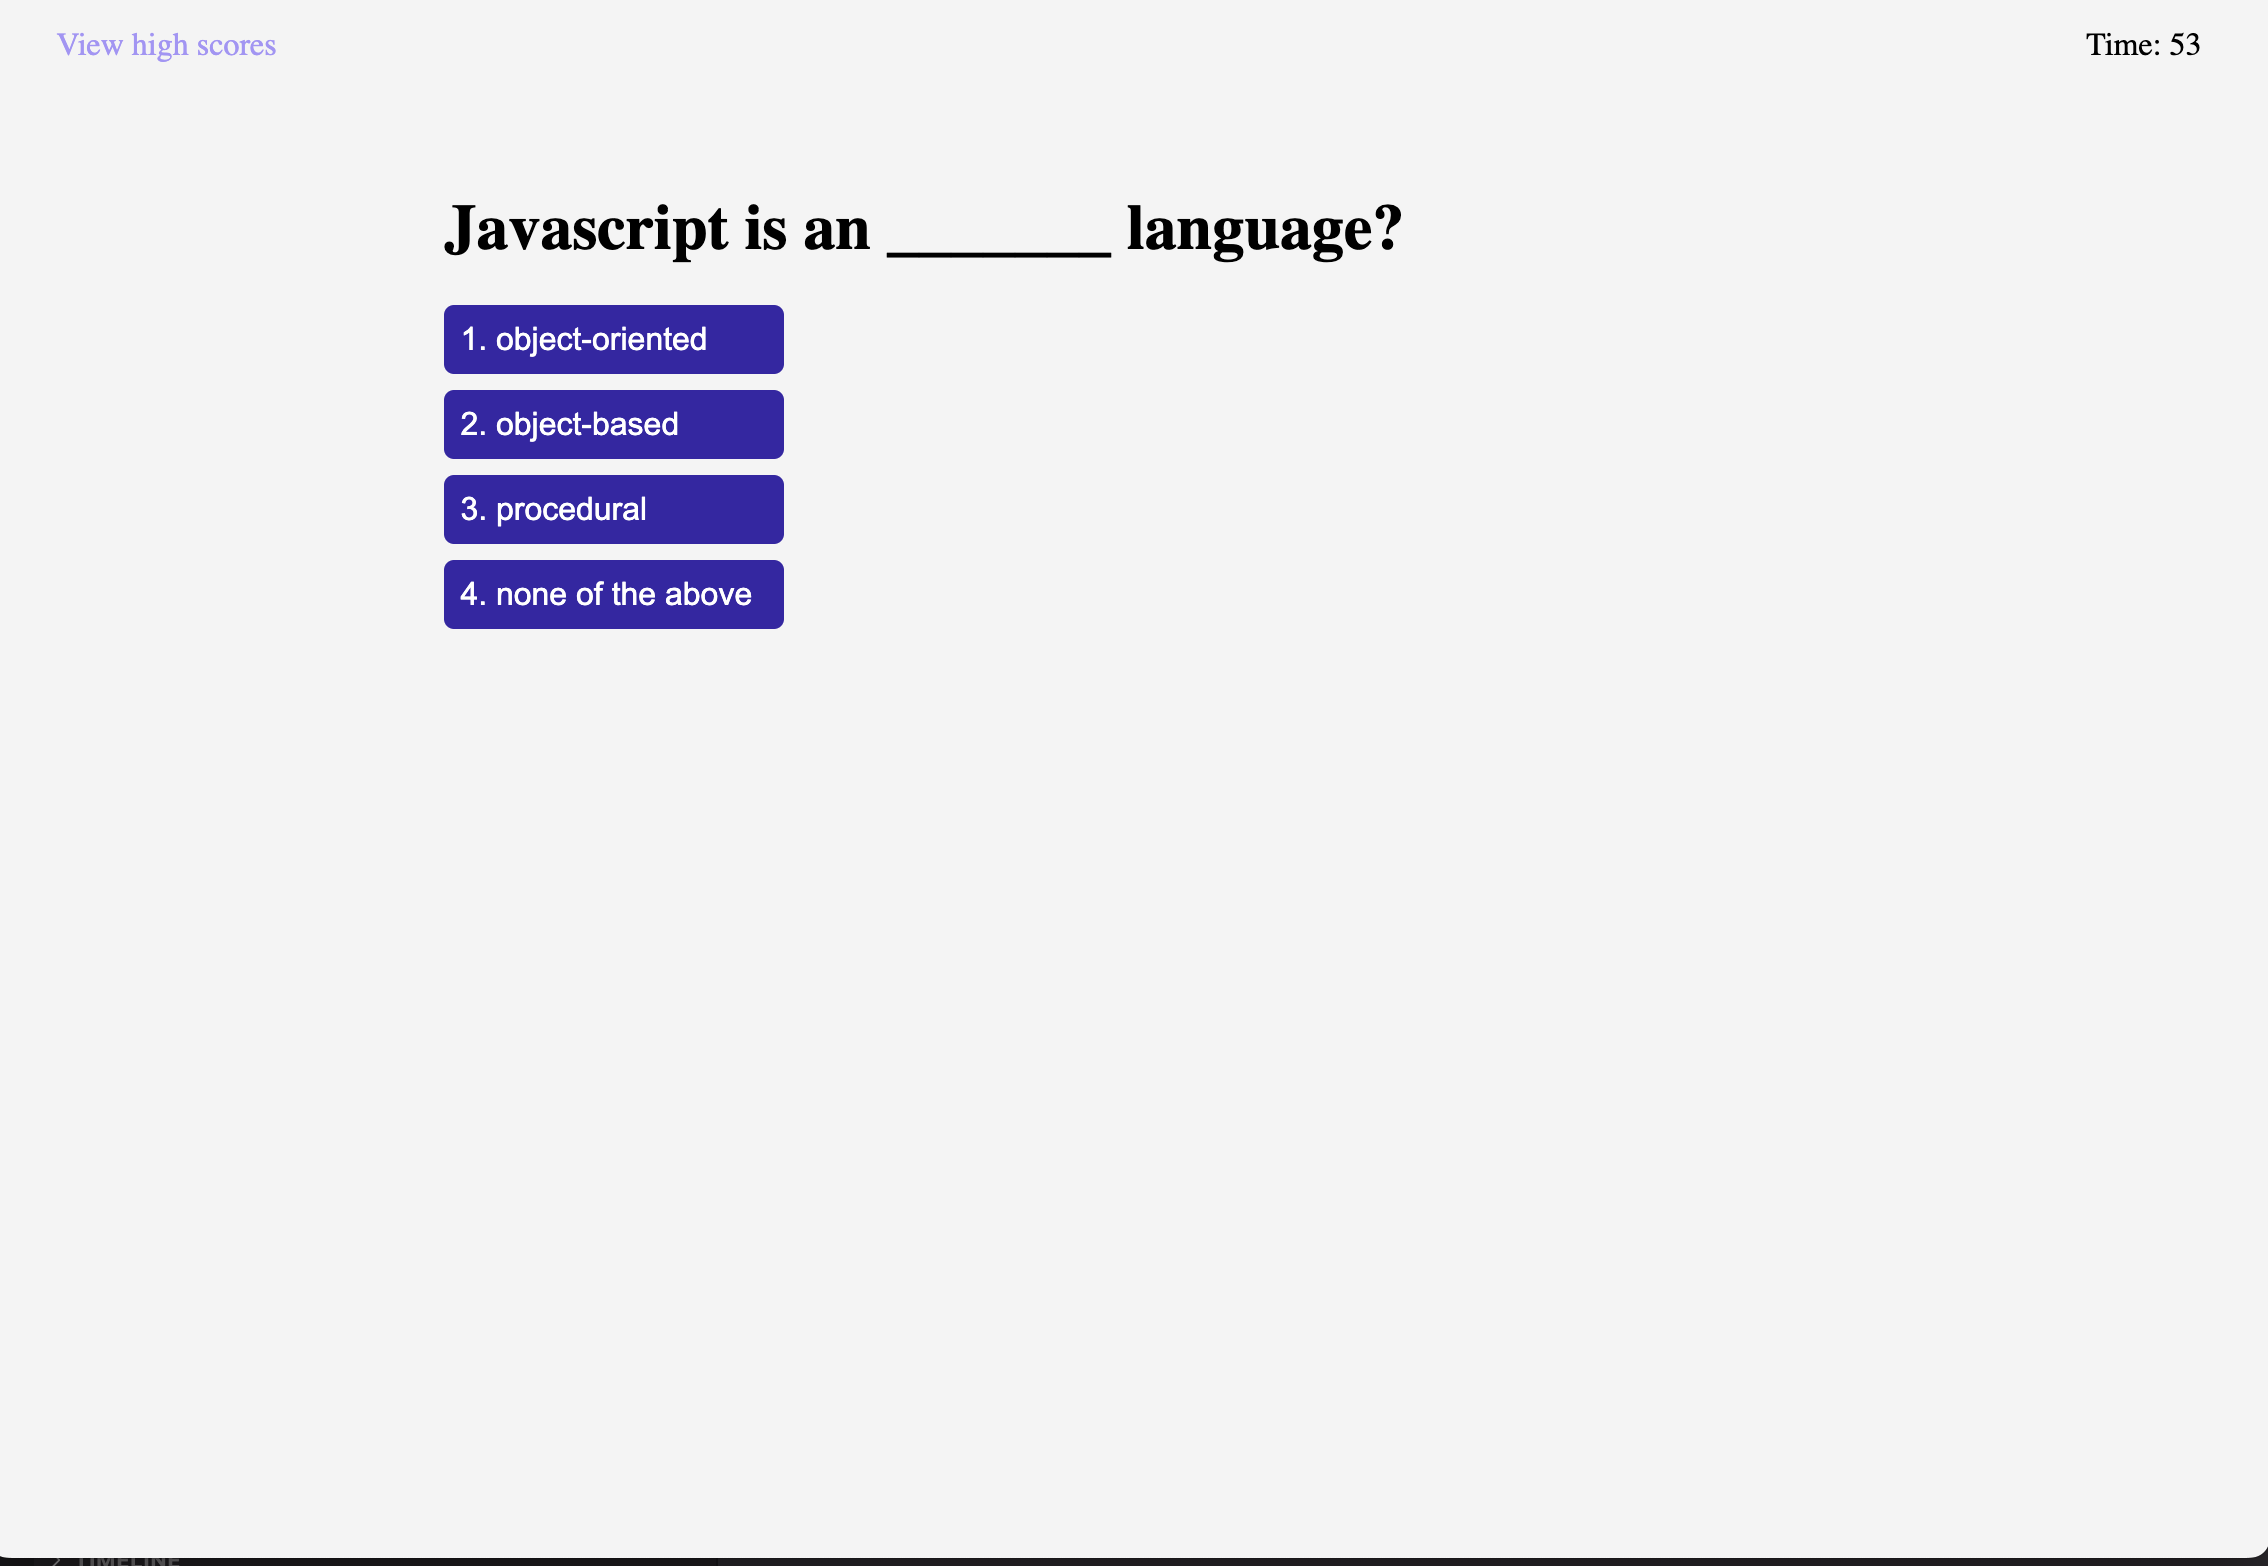 View high scores
Time: 53
Javascript is an _______ language?
1. object-oriented
2. object-based
3. procedural
4. none of the above
TIMELINE